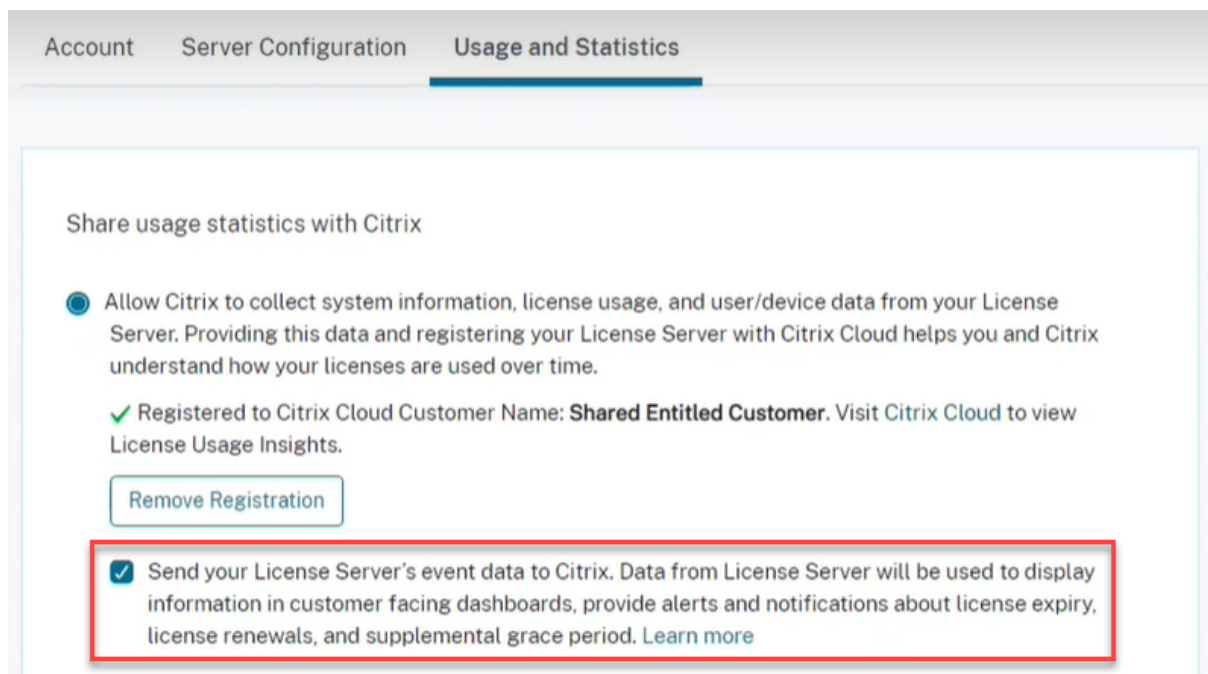 Account Server Configuration Usage and Statistics
Share usage statistics with Citrix
Allow Citrix to collect system information, license usage, and user/device data from your License
Server. Providing this data and registering your License Server with Citrix Cloud helps you and Citrix
understand how your licenses are used over time.
Registered to Citrix Cloud Customer Name: Shared Entitled Customer. Visit Citrix Cloud to view
License Usage Insights.
Remove Registration
Send your License Server's event data to Citrix. Data from License Server will be used to display
information in customer facing dashboards, provide alerts and notifications about license expiry,
license renewals, and supplemental grace period. Learn more